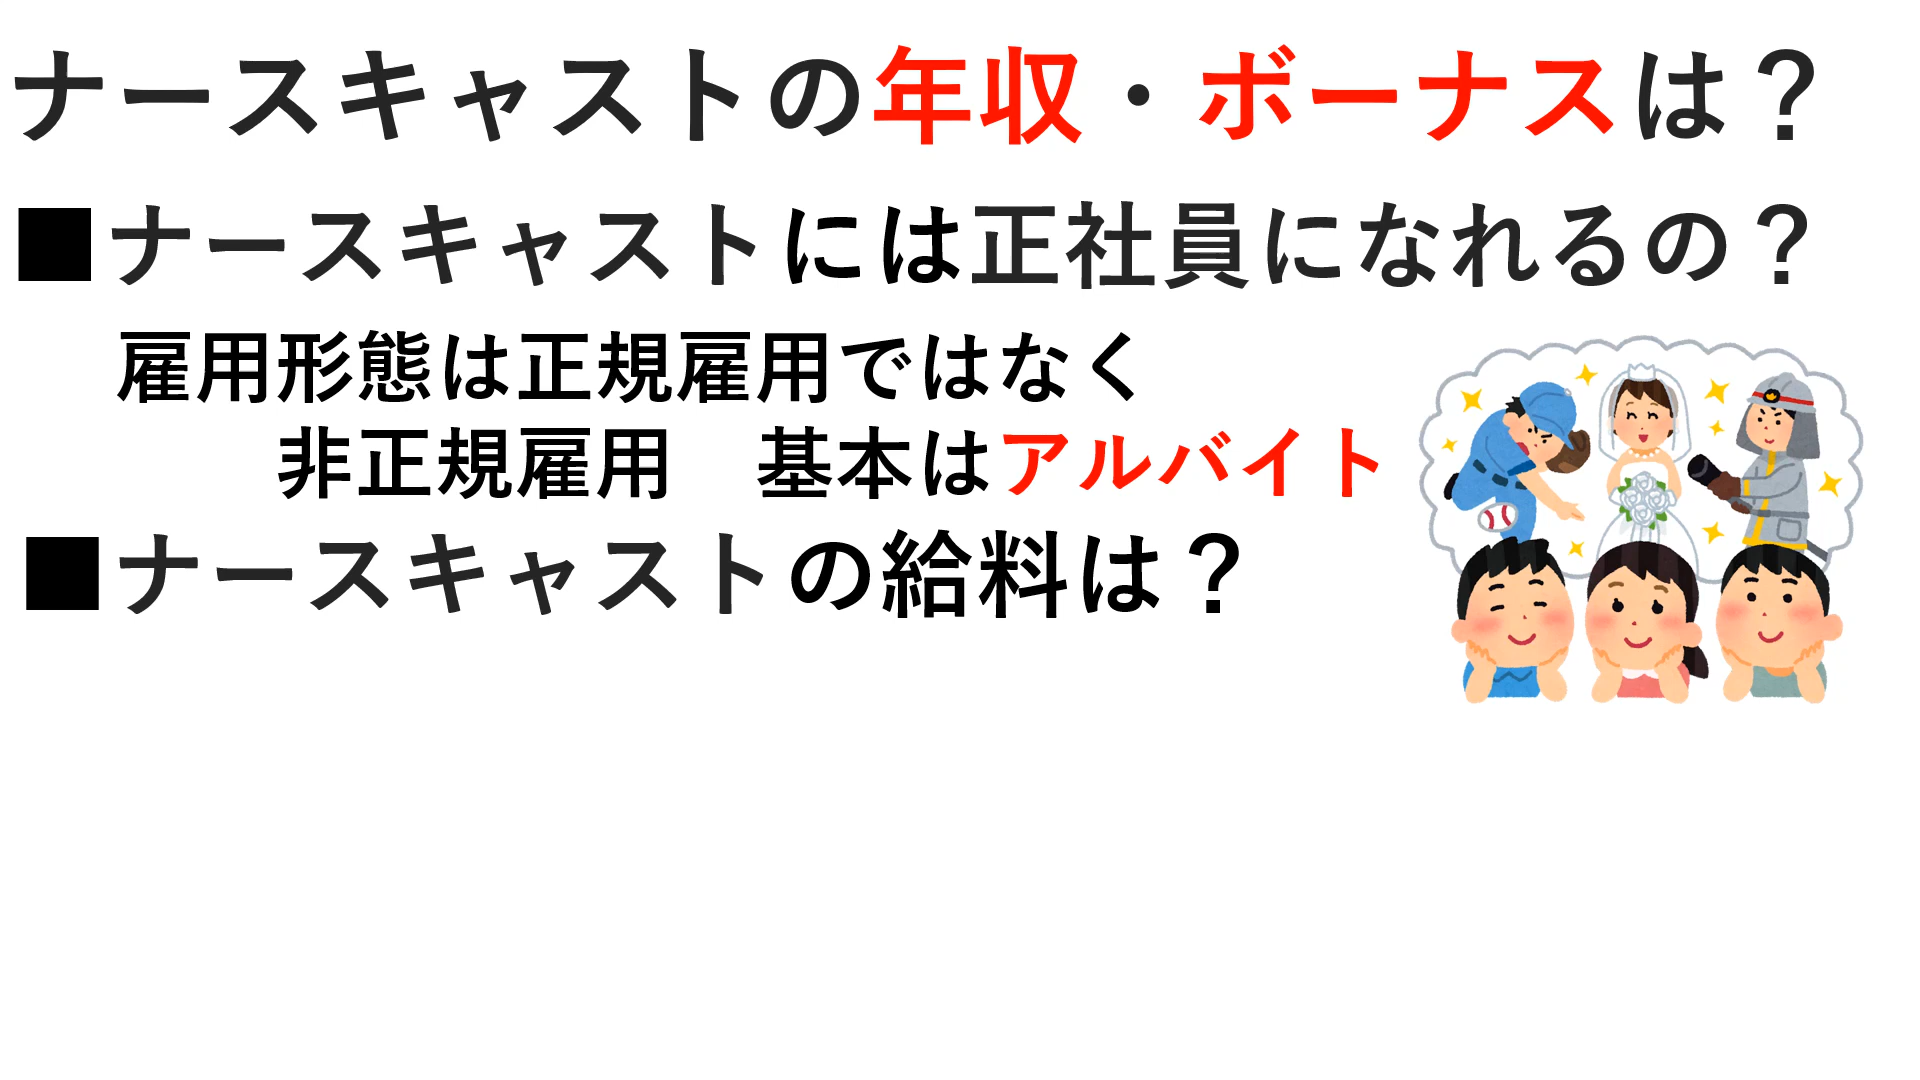 ナースキャストの年収・ボーナスは？
■ナースキャストには正社員になれるの？
雇用形態は正規雇用ではなく
非正規雇用　基本はアルバイト
■ナースキャストの給料は？